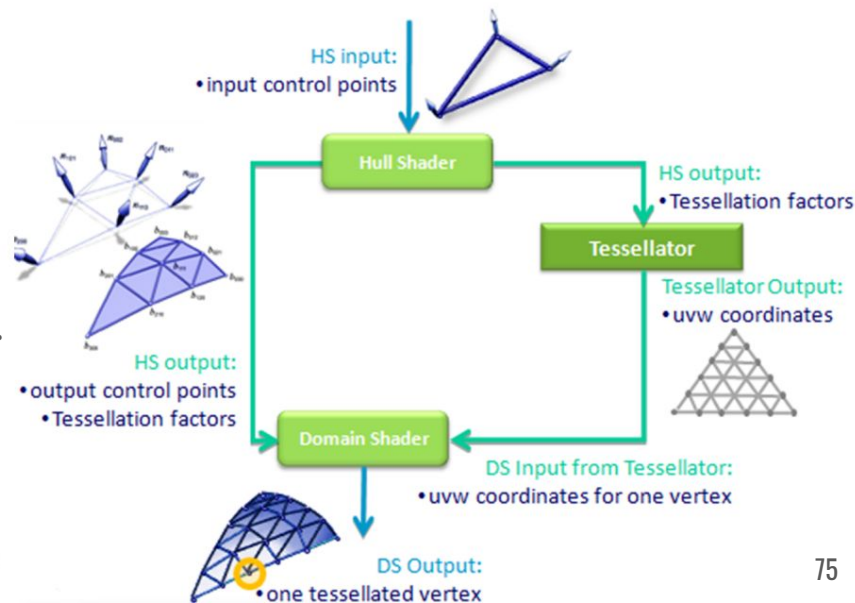 HS input:
•input control points
Hull Shader
HS output:
•Tessellation factors
Tessellator
Tessellator Output:
•uvw coordinates
HS output:
•output control points
•Tessellation factors
Domain Shader
DS Input from Tessellator:
•uvw coordinates for one vertex
DS Output:
•one tessellated vertex
75